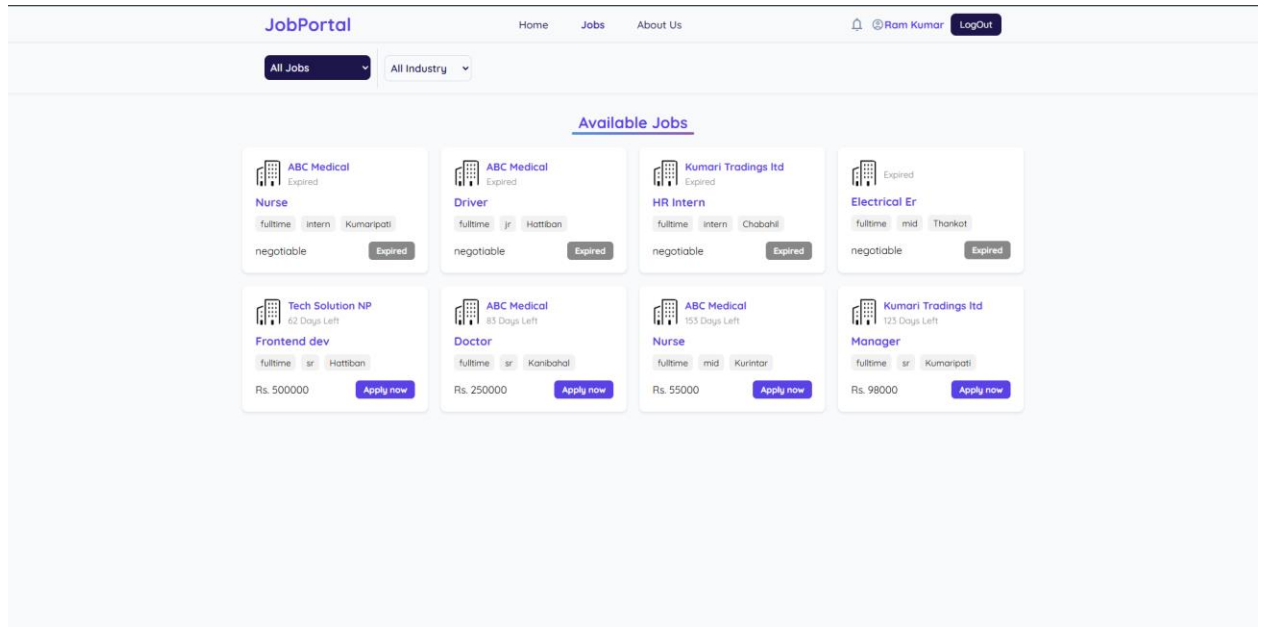 JobPortal Home Jobs About Us Ram Kumar LogOut
All Jobs All Industry
Available Jobs
ABC Medical
Expired
Nurse
fulltime intern Kumaripati
negotiable Expired
ABC Medical
Expired
Driver
fulltime jr Hattiban
negotiable Expired
Kumari Tradings ltd
Expired
HR Intern
fulltime intern Chabahil
negotiable Expired
Expired
Electrical Er
fulltime mid Thankot
negotiable Expired
Tech Solution NP
62 Days Left
Frontend dev
fulltime sr Hattiban
Rs. 500000 Apply now
ABC Medical
83 Days Left
Doctor
fulltime sr Kanibahal
Rs. 250000 Apply now
ABC Medical
153 Days Left
Nurse
fulltime mid Kurintar
Rs. 55000 Apply now
Kumari Tradings ltd
123 Days Left
Manager
fulltime sr Kumaripati
Rs. 98000 Apply now